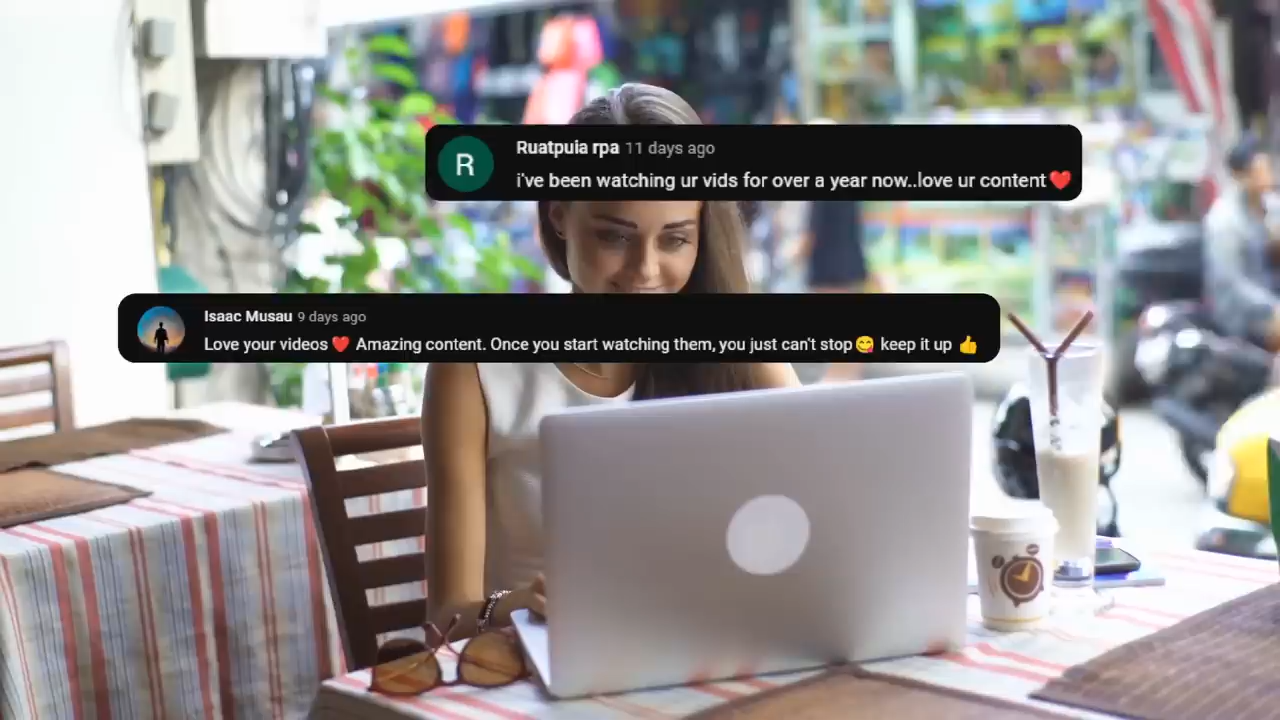 R
Ruatpuia rpa 11 days ago
i've been watching ur vids for over a year now..love ur content❤️
Isaac Musau 9 days ago
Love your videos❤️ Amazing content. Once you start watching them, you just can't stop😋 keep it up 👍